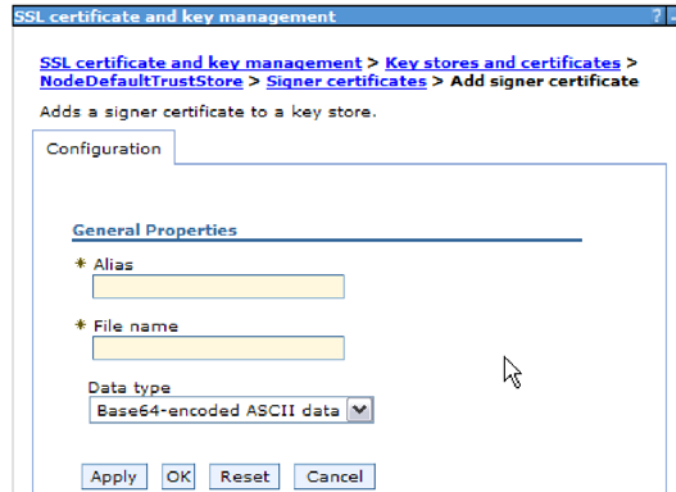 SSL certificate and key management ? -
SSL certificate and key management > Key stores and certificates >
NodeDefaultTrustStore > Signer certificates > Add signer certificate
Adds a signer certificate to a key store.
Configuration
General Properties
* Alias
* File name
Data type
Base64-encoded ASCII data
Apply OK Reset Cancel